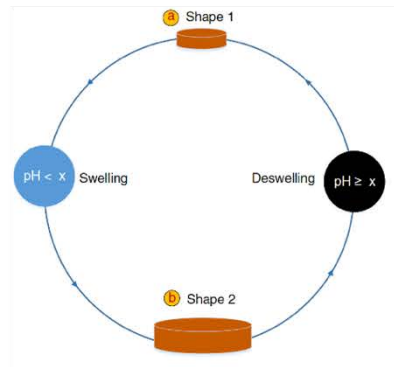 a Shape 1
pH < x Swelling
Deswelling pH ≥ x
b Shape 2